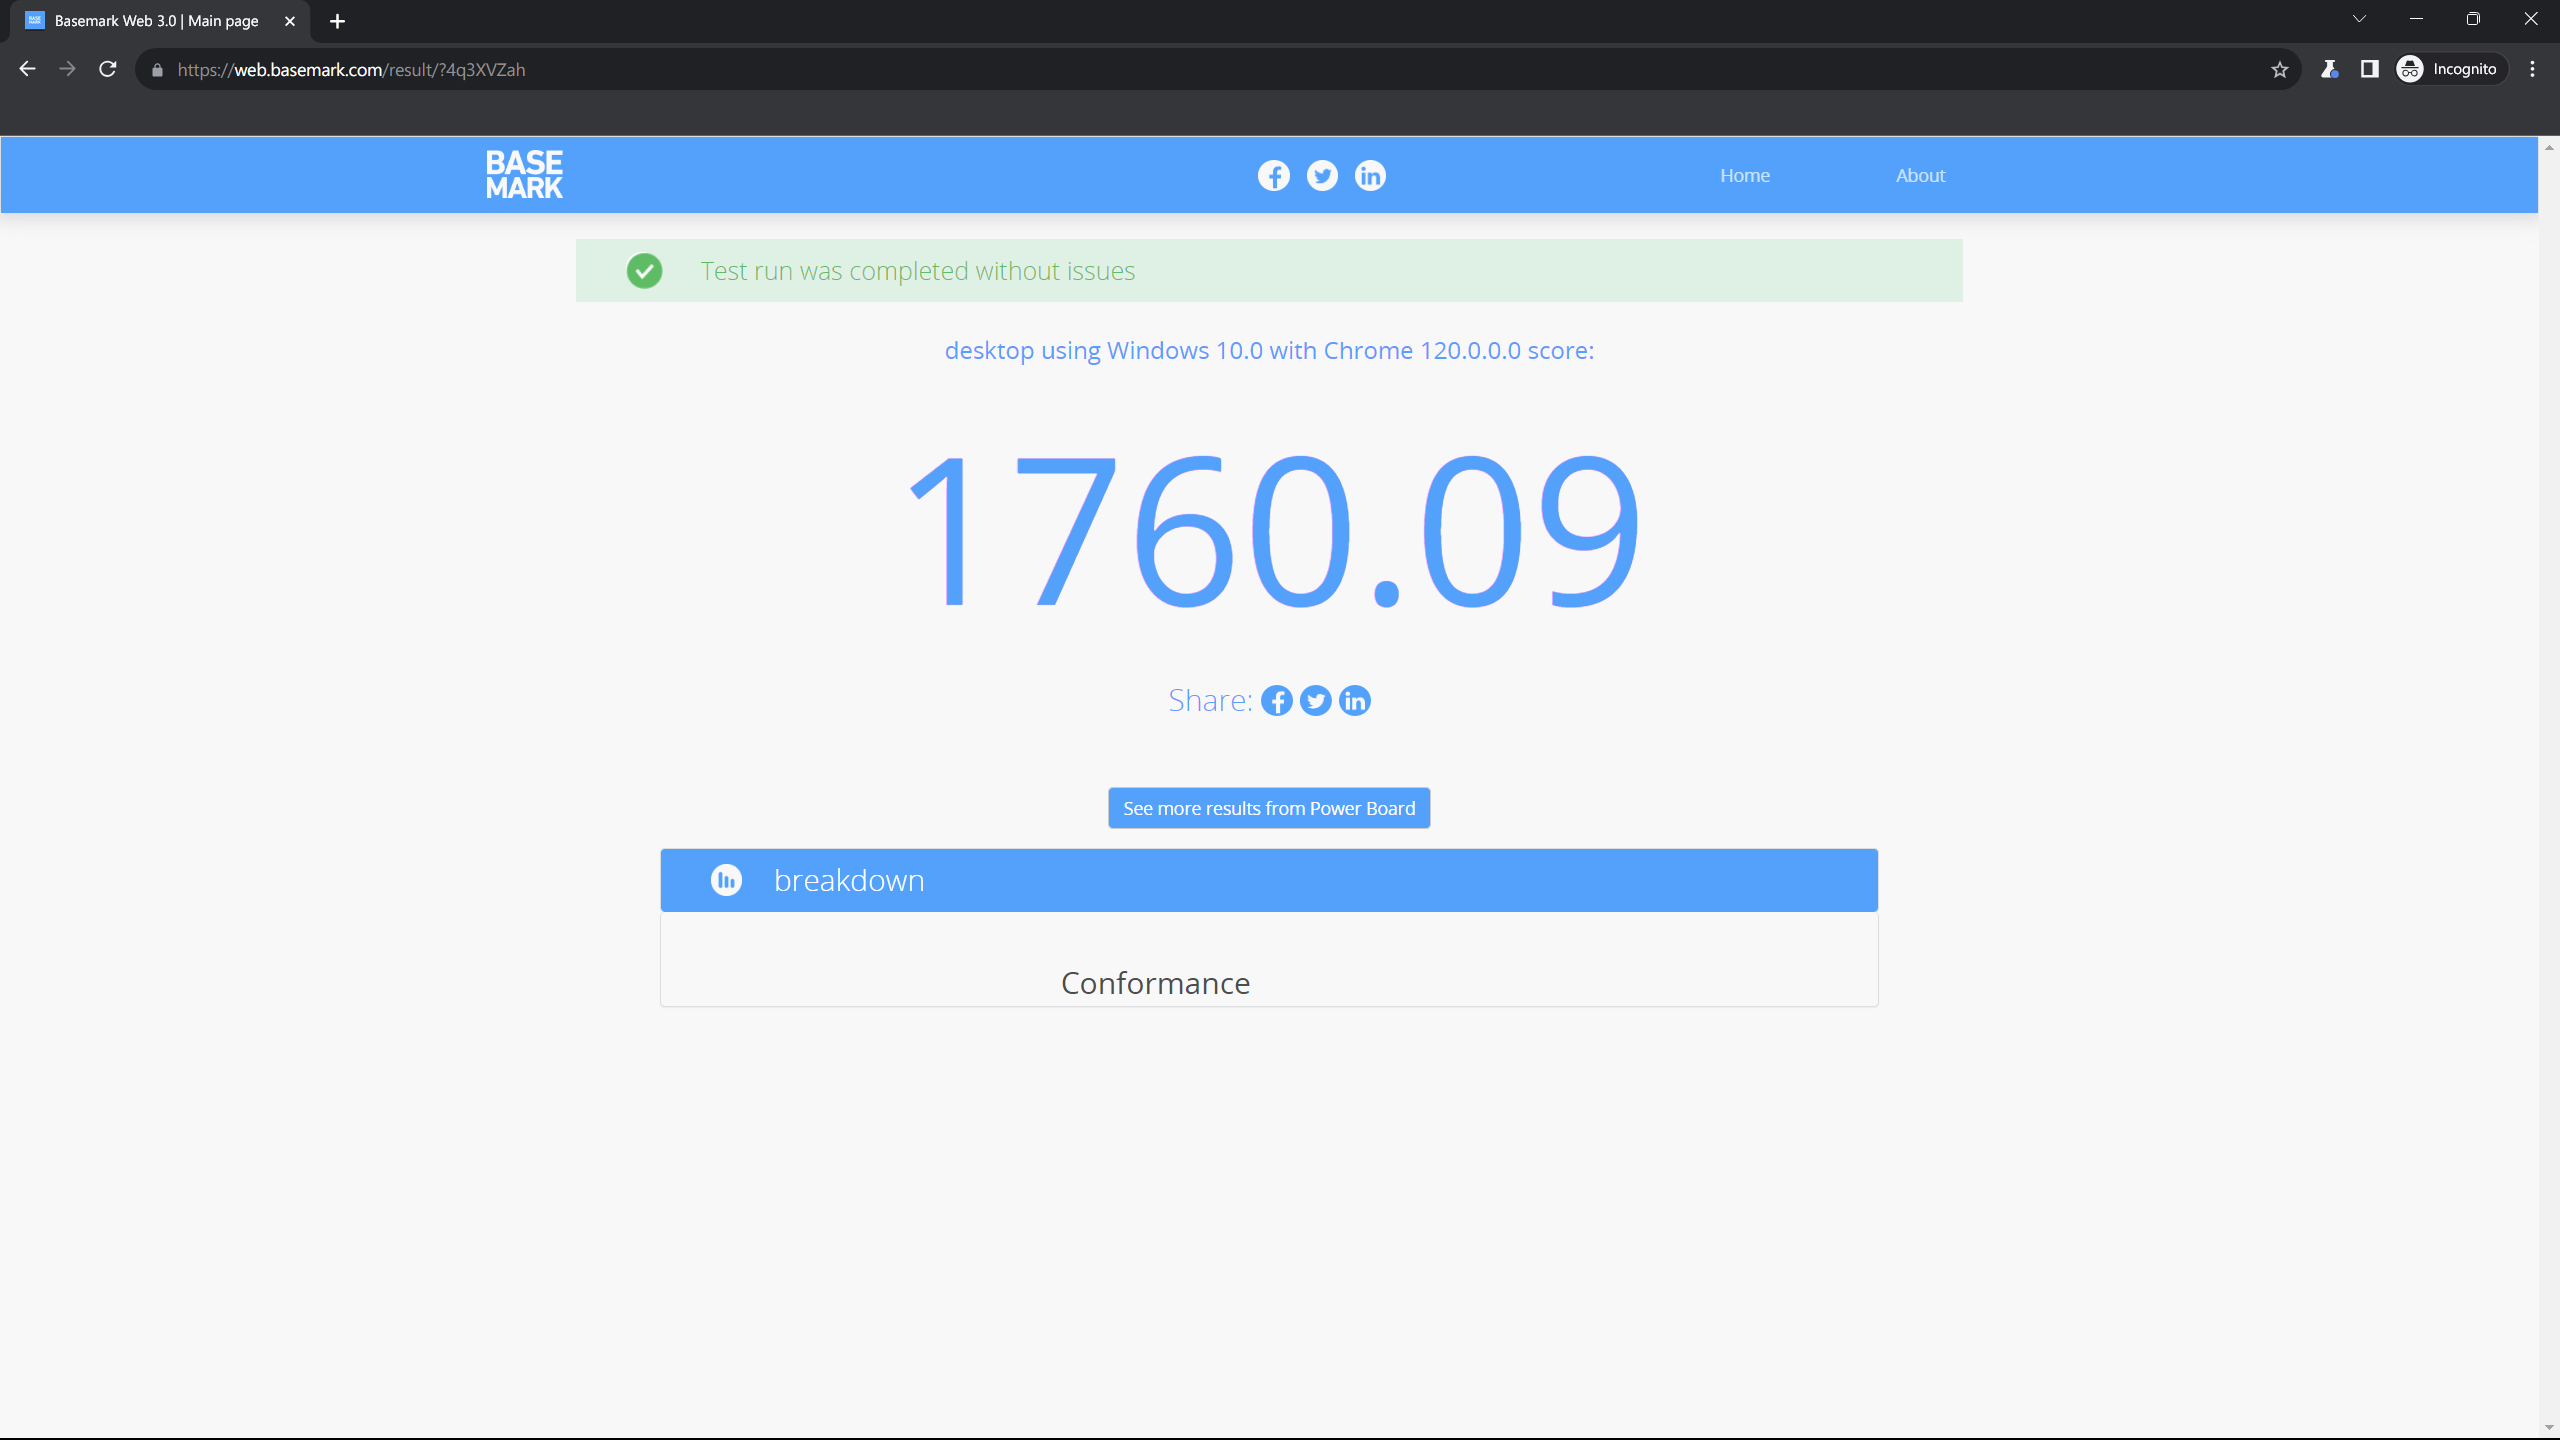 Basemark Web 3.0 | Main page
https://web.basemark.com/result/?4q3XVZah
Incognito
BASE
MARK
Home
About
Test run was completed without issues
desktop using Windows 10.0 with Chrome 120.0.0.0 score:
1760.09
Share:
See more results from Power Board
breakdown
Conformance